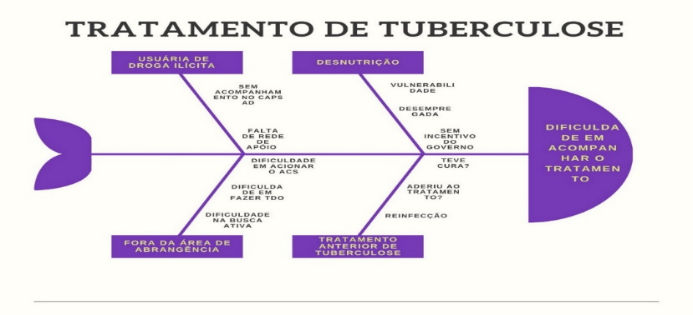 TRATAMENTO DE TUBERCULOSE
USUÁRIA DE
DROGA ILÍCITA
SEM
ACOMPANHAM
ENTO NO CAPS
AD
FALTA
DE REDE
DE
APOIO
DESNUTRIÇÃO
VULNERABILI
DADE
DESEMPRE
GADA
SEM
INCENTIVO
DO
GOVERNO
DIFICULDA
DE EM
ACOMPAN
HAR O
TRATAMEN
TO
DIFICULDADE
EM ACIONAR
O ACS
DIFICULDA
DE EM
FAZER TDO
DIFICULDADE
NA BUSCA
ATIVA
FORA DA ÁREA DE
ABRANGÊNCIA
TEVE
CURA?
ADERIU AO
TRATAMEN
TO?
REINFECÇÃO
TRATAMENTO
ANTERIOR DE
TUBERCULOSE